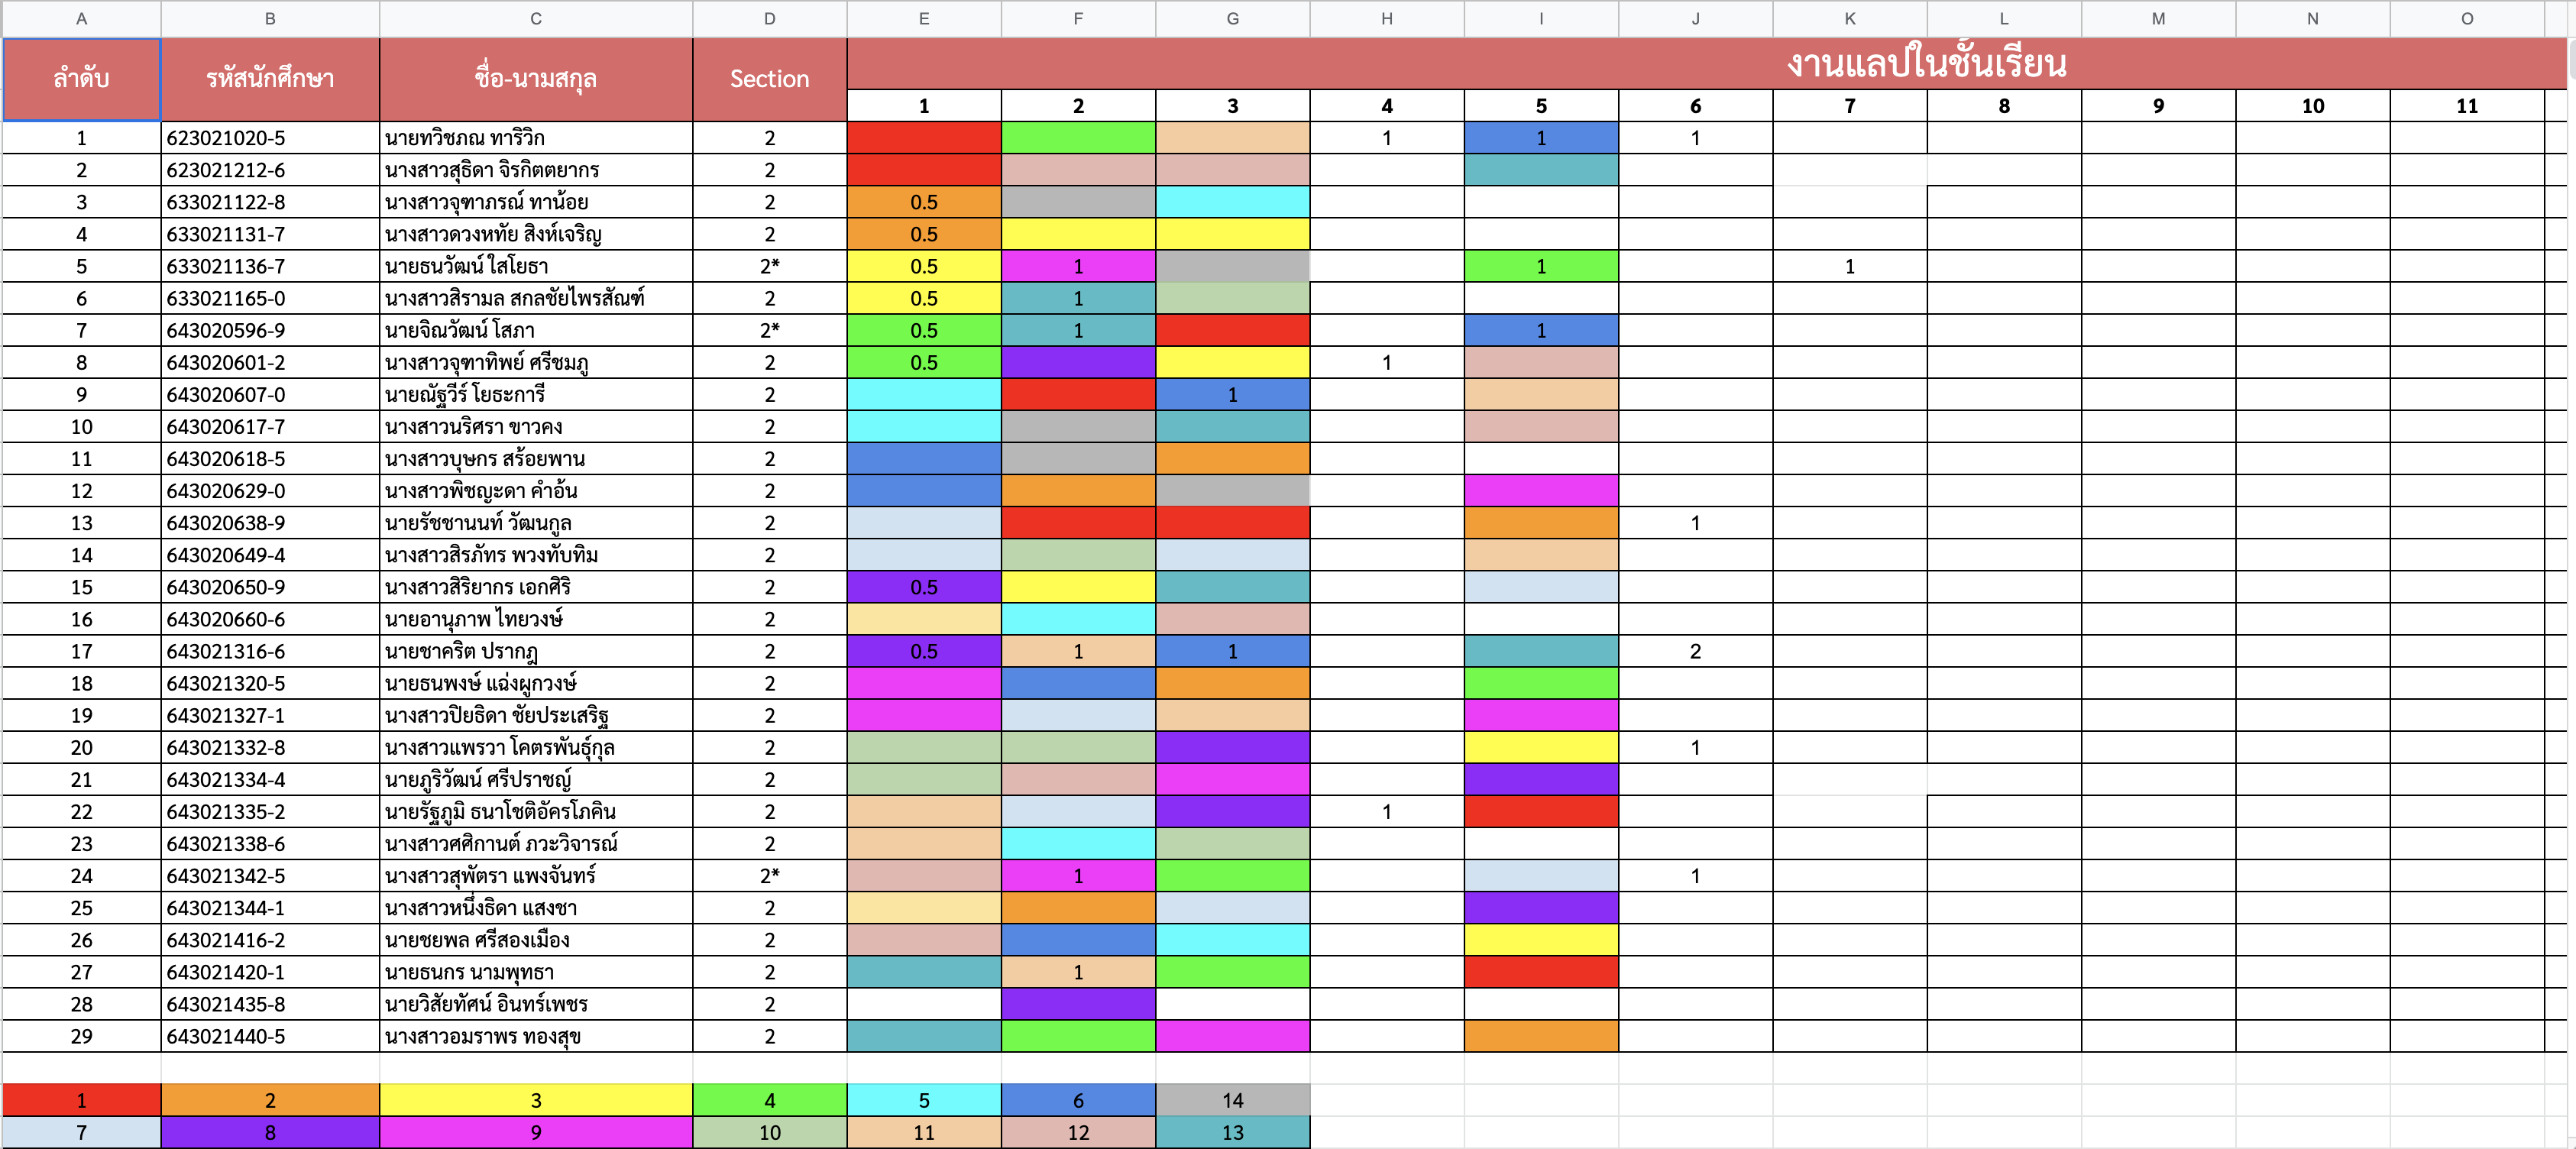 A B C D E F G H I J K L M N O
ลำดับ รหัสนักศึกษา ชื่อ-นามสกุล Section งานแลปในชั้นเรียน
1 2 3 4 5 6 7 8 9 10 11
1 623021020-5 นายทวิชภณ ทาริวิก 2 1 1 1
2 623021212-6 นางสาวสุธิดา จิรกิตตยากร 2
3 633021122-8 นางสาวจุฑาภรณ์ ทาน้อย 2 0.5
4 633021131-7 นางสาวดวงหทัย สิงห์เจริญ 2 0.5
5 633021136-7 นายธนวัฒน์ ใสโยธา 2* 0.5 1 1 1
6 633021165-0 นางสาวสิรามล สกลชัยไพรสัณฑ์ 2 0.5 1
7 643020596-9 นายจิณวัฒน์ โสภา 2* 0.5 1 1
8 643020601-2 นางสาวจุฑาทิพย์ ศรีชมภู 2 0.5 1
9 643020607-0 นายณัฐวีร์ โยธะการี 2 1
10 643020617-7 นางสาวนริศรา ขาวคง 2
11 643020618-5 นางสาวบุษกร สร้อยพาน 2
12 643020629-0 นางสาวพิชญะดา คำอ้น 2
13 643020638-9 นายรัชชานนท์ วัฒนกูล 2 1
14 643020649-4 นางสาวสิรภัทร พวงทับทิม 2
15 643020650-9 นางสาวสิริยากร เอกศิริ 2 0.5
16 643020660-6 นายอานุภาพ ไทยวงษ์ 2
17 643021316-6 นายชาคริต ปรากฎ 2 0.5 1 1 2
18 643021320-5 นายธนพงษ์ แฉ่งผูกวงษ์ 2
19 643021327-1 นางสาวปิยธิดา ชัยประเสริฐ 2
20 643021332-8 นางสาวแพรวา โคตรพันธุ์กุล 2 1
21 643021334-4 นายภูริวัฒน์ ศรีปราชญ์ 2
22 643021335-2 นายรัฐภูมิ ธนาโชติอัครโภคิน 2 1
23 643021338-6 นางสาวศศิกานต์ ภวะวิจารณ์ 2
24 643021342-5 นางสาวสุพัตรา แพงจันทร์ 2* 1 1
25 643021344-1 นางสาวหนึ่งธิดา แสงชา 2
26 643021416-2 นายชยพล ศรีสองเมือง 2
27 643021420-1 นายธนกร นามพุทธา 2 1
28 643021435-8 นายวิสัยทัศน์ อินทร์เพชร 2
29 643021440-5 นางสาวอมราพร ทองสุข 2
1 2 3 4 5 6 14
7 8 9 10 11 12 13